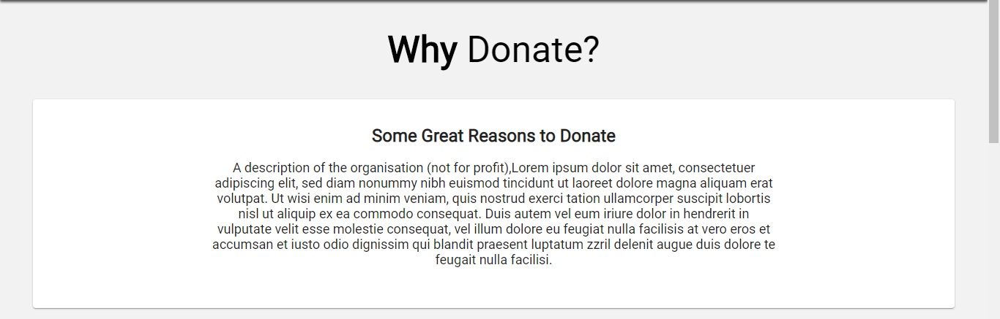 Why Donate?
Some Great Reasons to Donate
A description of the organisation (not for profit),Lorem ipsum dolor sit amet, consectetuer
adipiscing elit, sed diam nonummy nibh euismod tincidunt ut laoreet dolore magna aliquam erat
volutpat. Ut wisi enim ad minim veniam, quis nostrud exerci tation ullamcorper suscipit lobortis
nisl ut aliquip ex ea commodo consequat. Duis autem vel eum iriure dolor in hendrerit in
vulputate velit esse molestie consequat, vel illum dolore eu feugiat nulla facilisis at vero eros et
accumsan et iusto odio dignissim qui blandit praesent luptatum zzril delenit augue duis dolore te
feugait nulla facilisi.